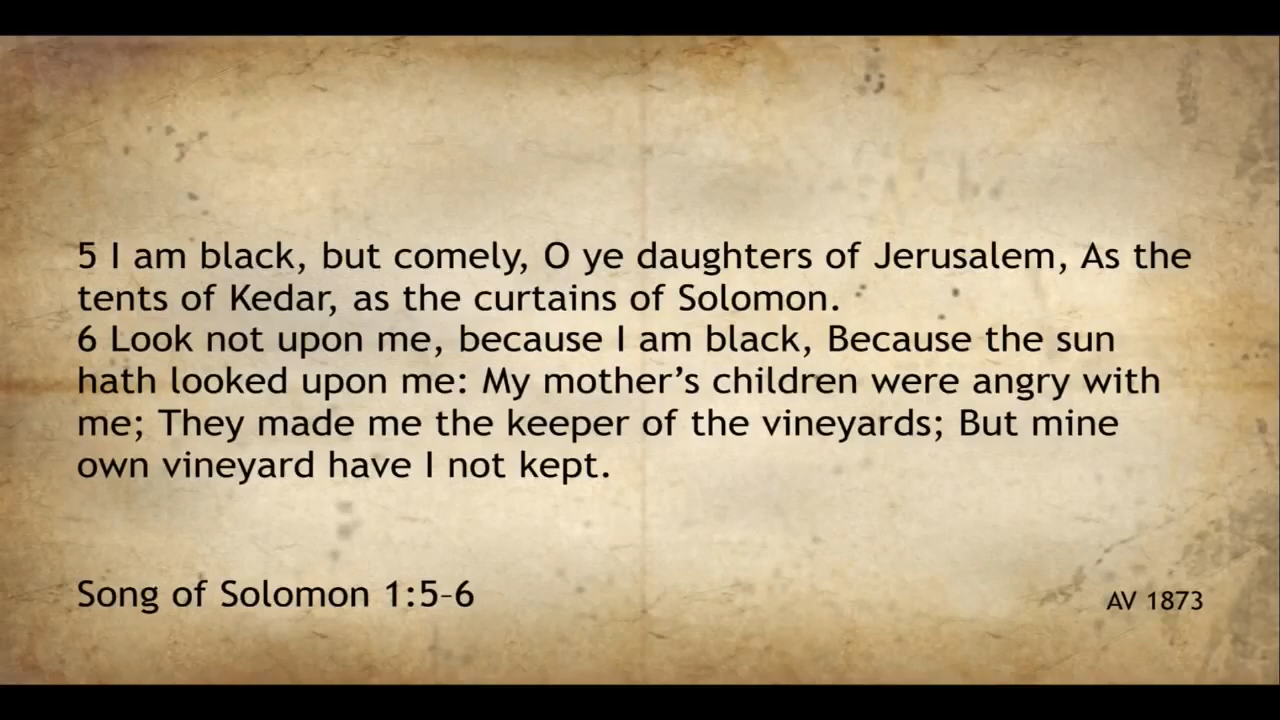 5 I am black, but comely, O ye daughters of Jerusalem, As the
tents of Kedar, as the curtains of Solomon.
6 Look not upon me, because I am black, Because the sun
hath looked upon me: My mother’s children were angry with
me; They made me the keeper of the vineyards; But mine
own vineyard have I not kept.
Song of Solomon 1:5–6
AV 1873